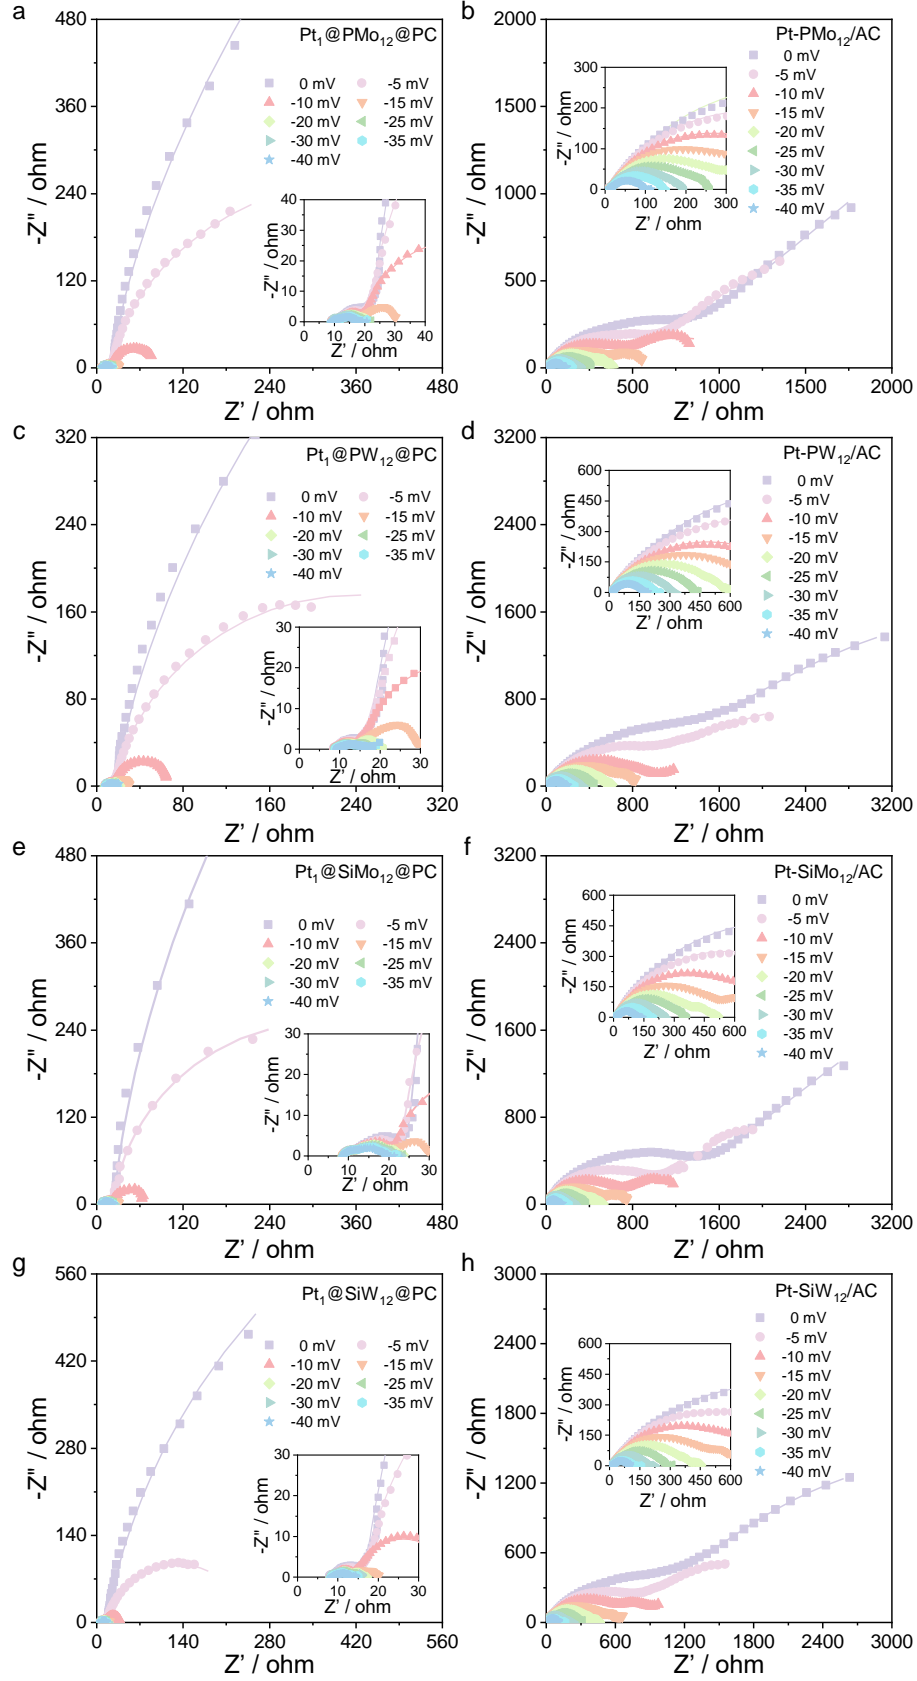 a
Pt1@PMo12@PC
480
360
240
120
0
-Z" / ohm
0 mV
-5 mV
-10 mV
-15 mV
-20 mV
-25 mV
-30 mV
-35 mV
-40 mV
40
30
20
10
0
-Z" / ohm
0 10 20 30 40
Z' / ohm
0 120 240 360 480
Z' / ohm
b
Pt-PMo12/AC
2000
1500
1000
500
0
-Z" / ohm
0 mV
-5 mV
-10 mV
-15 mV
-20 mV
-25 mV
-30 mV
-35 mV
-40 mV
300
200
100
0
-Z" / ohm
0 100 200 300
Z' / ohm
0 500 1000 1500 2000
Z' / ohm
c
Pt1@PW12@PC
320
240
160
80
0
-Z" / ohm
0 mV
-5 mV
-10 mV
-15 mV
-20 mV
-25 mV
-30 mV
-35 mV
-40 mV
30
20
10
0
-Z" / ohm
0 10 20 30
Z' / ohm
0 80 160 240 320
Z' / ohm
d
Pt-PW12/AC
3200
2400
1600
800
0
-Z" / ohm
0 mV
-5 mV
-10 mV
-15 mV
-20 mV
-25 mV
-30 mV
-35 mV
-40 mV
600
450
300
150
0
-Z" / ohm
0 150 300 450 600
Z' / ohm
0 800 1600 2400 3200
Z' / ohm
e
Pt1@SiMo12@PC
480
360
240
120
0
-Z" / ohm
0 mV
-5 mV
-10 mV
-15 mV
-20 mV
-25 mV
-30 mV
-35 mV
-40 mV
30
20
10
0
-Z" / ohm
0 10 20 30
Z' / ohm
0 120 240 360 480
Z' / ohm
f
Pt-SiMo12/AC
3200
2400
1600
800
0
-Z" / ohm
0 mV
-5 mV
-10 mV
-15 mV
-20 mV
-25 mV
-30 mV
-35 mV
-40 mV
600
450
300
150
0
-Z" / ohm
0 150 300 450 600
Z' / ohm
0 800 1600 2400 3200
Z' / ohm
g
Pt1@SiW12@PC
560
420
280
140
0
-Z" / ohm
0 mV
-5 mV
-10 mV
-15 mV
-20 mV
-25 mV
-30 mV
-35 mV
-40 mV
30
20
10
0
-Z" / ohm
0 10 20 30
Z' / ohm
0 140 280 420 560
Z' / ohm
h
Pt-SiW12/AC
3000
2400
1800
1200
600
0
-Z" / ohm
0 mV
-5 mV
-10 mV
-15 mV
-20 mV
-25 mV
-30 mV
-35 mV
-40 mV
600
450
300
150
0
-Z" / ohm
0 150 300 450 600
Z' / ohm
0 600 1200 1800 2400 3000
Z' / ohm